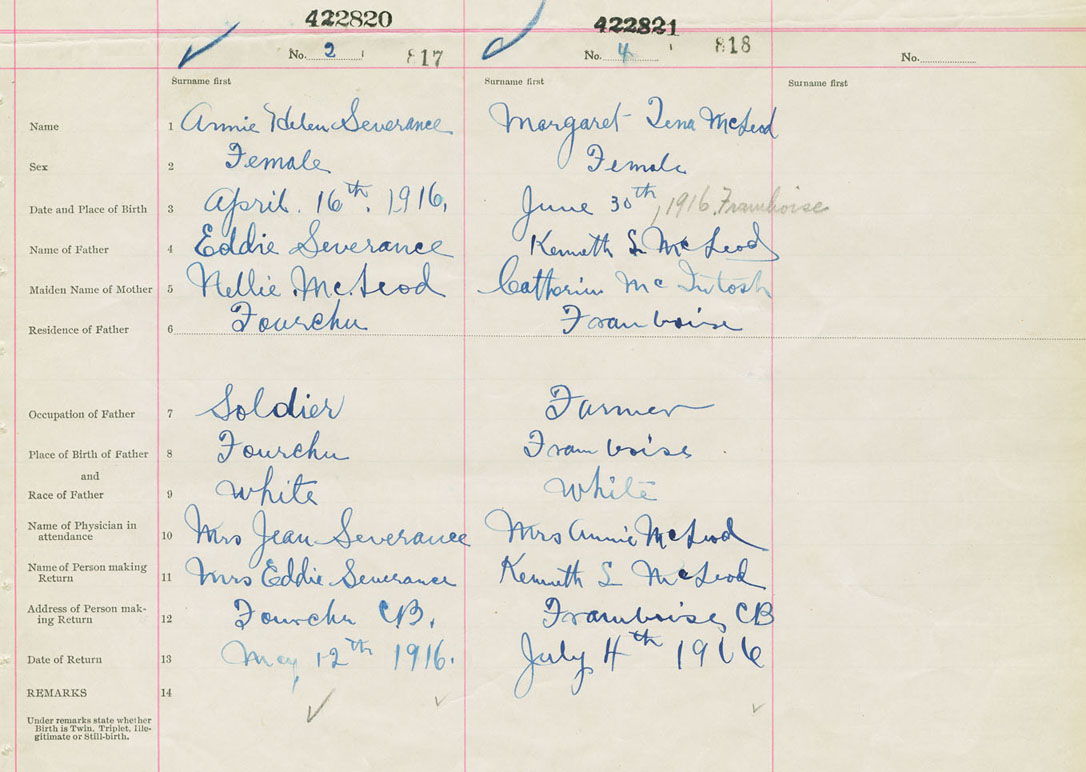 422820 422821
No. 2 817 No. 4 818 No.
Surname first Surname first Surname first
Name 1 Annie Helen Severance Margaret Tena McLeod
Sex 2 Female Female
Date and Place of Birth 3 April. 16th. 1916. June 30th, 1916, Framboise
Name of Father 4 Eddie Severance Kenneth S McLeod
Maiden Name of Mother 5 Nellie McLeod Catherine McIntosh
Residence of Father 6 Fourchu Framboise
Occupation of Father 7 Soldier Farmer
Place of Birth of Father 8 Fourchu Framboise
and
Race of Father 9 White White
Name of Physician in
attendance 10 Mrs Jean Severance Mrs Annie McLeod
Name of Person making
Return 11 Mrs Eddie Severance Kenneth S McLeod
Address of Person mak-
ing Return 12 Fourchu CB. Framboise, CB
Date of Return 13 May 12th 1916. July 4th 1916
REMARKS 14
Under remarks state whether
Birth is Twin, Triplet, Ille-
gitimate or Still-birth.